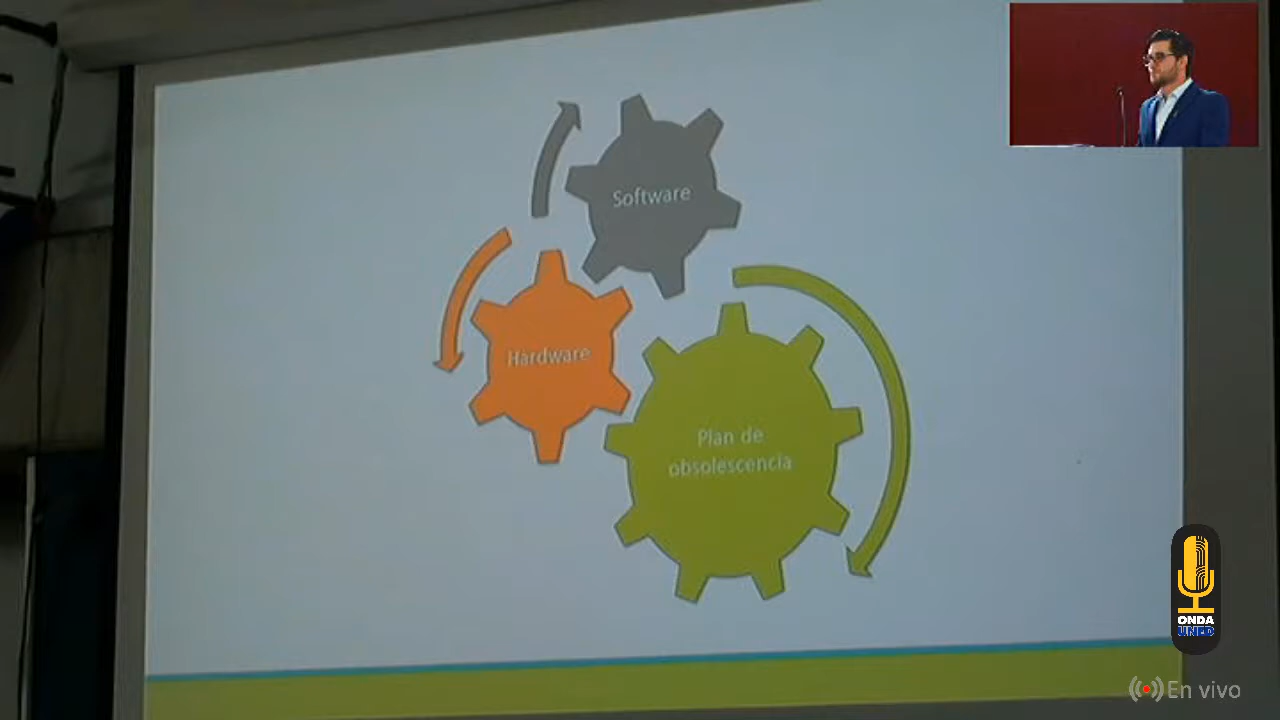 Software
Hardware
Plan de
obsolescencia
ONDA
UNED
En vivo